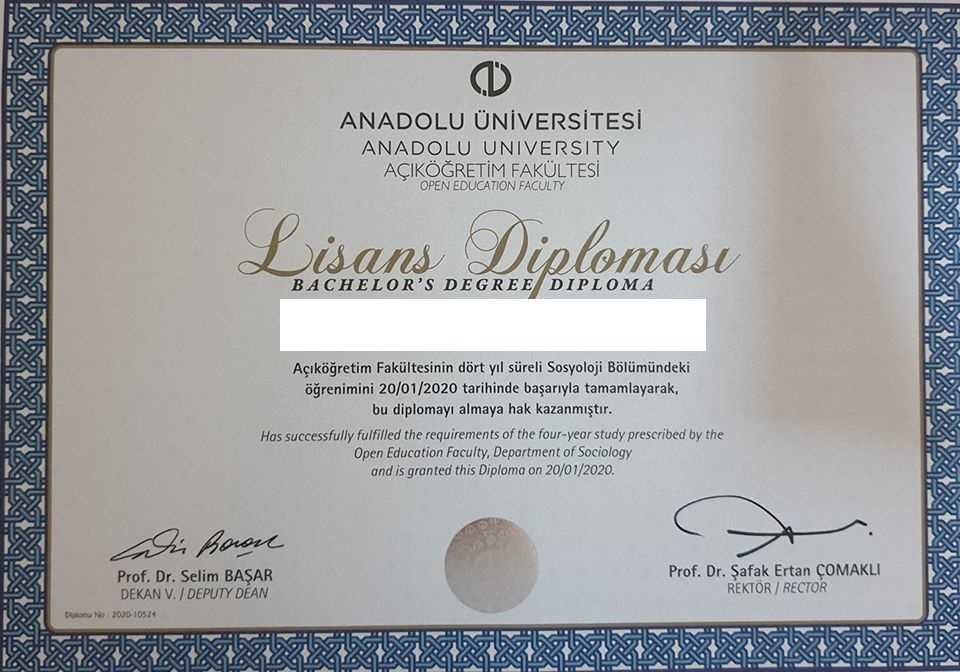 ANADOLU ÜNİVERSİTESİ
ANADOLU UNIVERSITY
AÇIKÖĞRETİM FAKÜLTESİ
OPEN EDUCATION FACULTY
Lisans Diploması
BACHELOR'S DEGREE DIPLOMA
Açıköğretim Fakültesinin dört yıl süreli Sosyoloji Bölümündeki
öğrenimini 20/01/2020 tarihinde başarıyla tamamlayarak,
bu diplomayı almaya hak kazanmıştır.
Has successfully fulfilled the requirements of the four-year study prescribed by the
Open Education Faculty, Department of Sociology
and is granted this Diploma on 20/01/2020.
Prof. Dr. Selim BAŞAR
DEKAN V. / DEPUTY DEAN
Prof. Dr. Şafak Ertan ÇOMAKLI
REKTÖR / RECTOR
Diploma No : 2020-10524